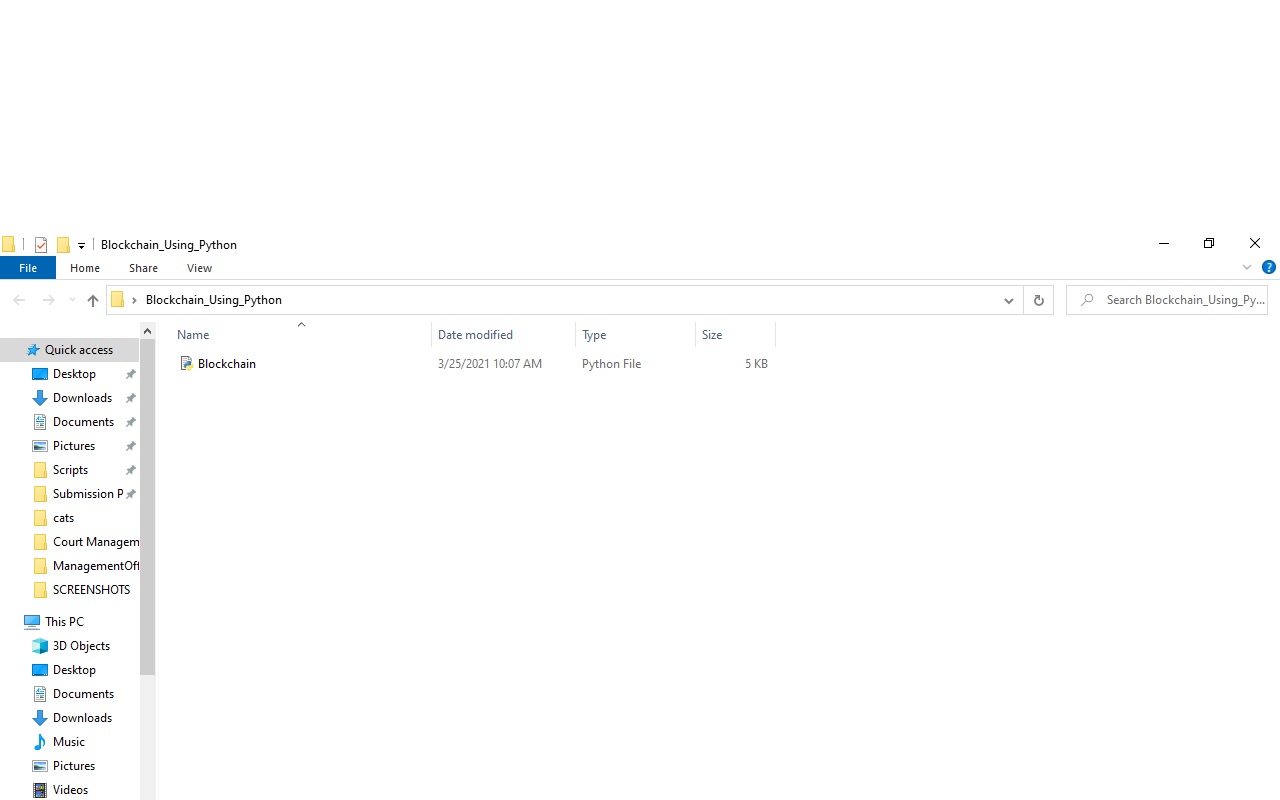 Blockchain_Using_Python
File Home Share View
Blockchain_Using_Python Search Blockchain_Using_Py...
Name Date modified Type Size
Blockchain 3/25/2021 10:07 AM Python File 5 KB
Quick access
Desktop
Downloads
Documents
Pictures
Scripts
Submission P
cats
Court Managem
ManagementOff
SCREENSHOTS
This PC
3D Objects
Desktop
Documents
Downloads
Music
Pictures
Videos